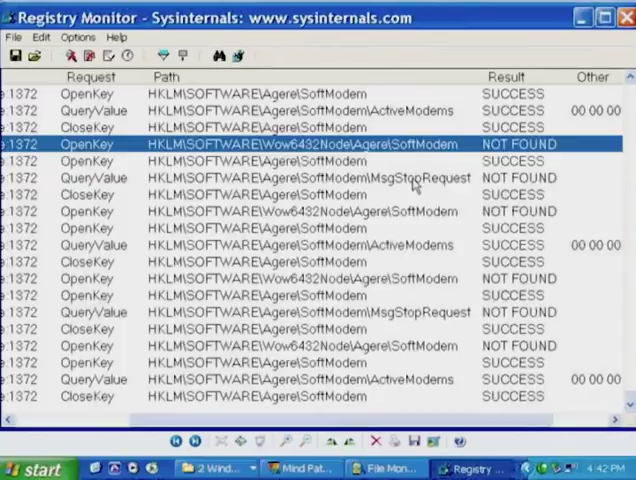 Registry Monitor - Sysinternals: www.sysinternals.com
File Edit Options Help
Request Path Result Other
:1372 OpenKey HKLM\SOFTWARE\Agere\SoftModem SUCCESS
:1372 QueryValue HKLM\SOFTWARE\Agere\SoftModem\ActiveModems SUCCESS 00 00 00
:1372 CloseKey HKLM\SOFTWARE\Agere\SoftModem SUCCESS
:1372 OpenKey HKLM\SOFTWARE\Wow6432Node\Agere\SoftModem NOT FOUND
:1372 OpenKey HKLM\SOFTWARE\Agere\SoftModem SUCCESS
:1372 QueryValue HKLM\SOFTWARE\Agere\SoftModem\MsgStopRequest NOT FOUND
:1372 CloseKey HKLM\SOFTWARE\Agere\SoftModem SUCCESS
:1372 OpenKey HKLM\SOFTWARE\Wow6432Node\Agere\SoftModem NOT FOUND
:1372 OpenKey HKLM\SOFTWARE\Agere\SoftModem SUCCESS
:1372 QueryValue HKLM\SOFTWARE\Agere\SoftModem\ActiveModems SUCCESS 00 00 00
:1372 CloseKey HKLM\SOFTWARE\Agere\SoftModem SUCCESS
:1372 OpenKey HKLM\SOFTWARE\Wow6432Node\Agere\SoftModem NOT FOUND
:1372 OpenKey HKLM\SOFTWARE\Agere\SoftModem SUCCESS
:1372 QueryValue HKLM\SOFTWARE\Agere\SoftModem\MsgStopRequest NOT FOUND
:1372 CloseKey HKLM\SOFTWARE\Agere\SoftModem SUCCESS
:1372 OpenKey HKLM\SOFTWARE\Wow6432Node\Agere\SoftModem NOT FOUND
:1372 OpenKey HKLM\SOFTWARE\Agere\SoftModem SUCCESS
:1372 QueryValue HKLM\SOFTWARE\Agere\SoftModem\ActiveModems SUCCESS 00 00 00
:1372 CloseKey HKLM\SOFTWARE\Agere\SoftModem SUCCESS
start 2 Wind... Mind Pat... File Mon... Registry ... 4:42 PM